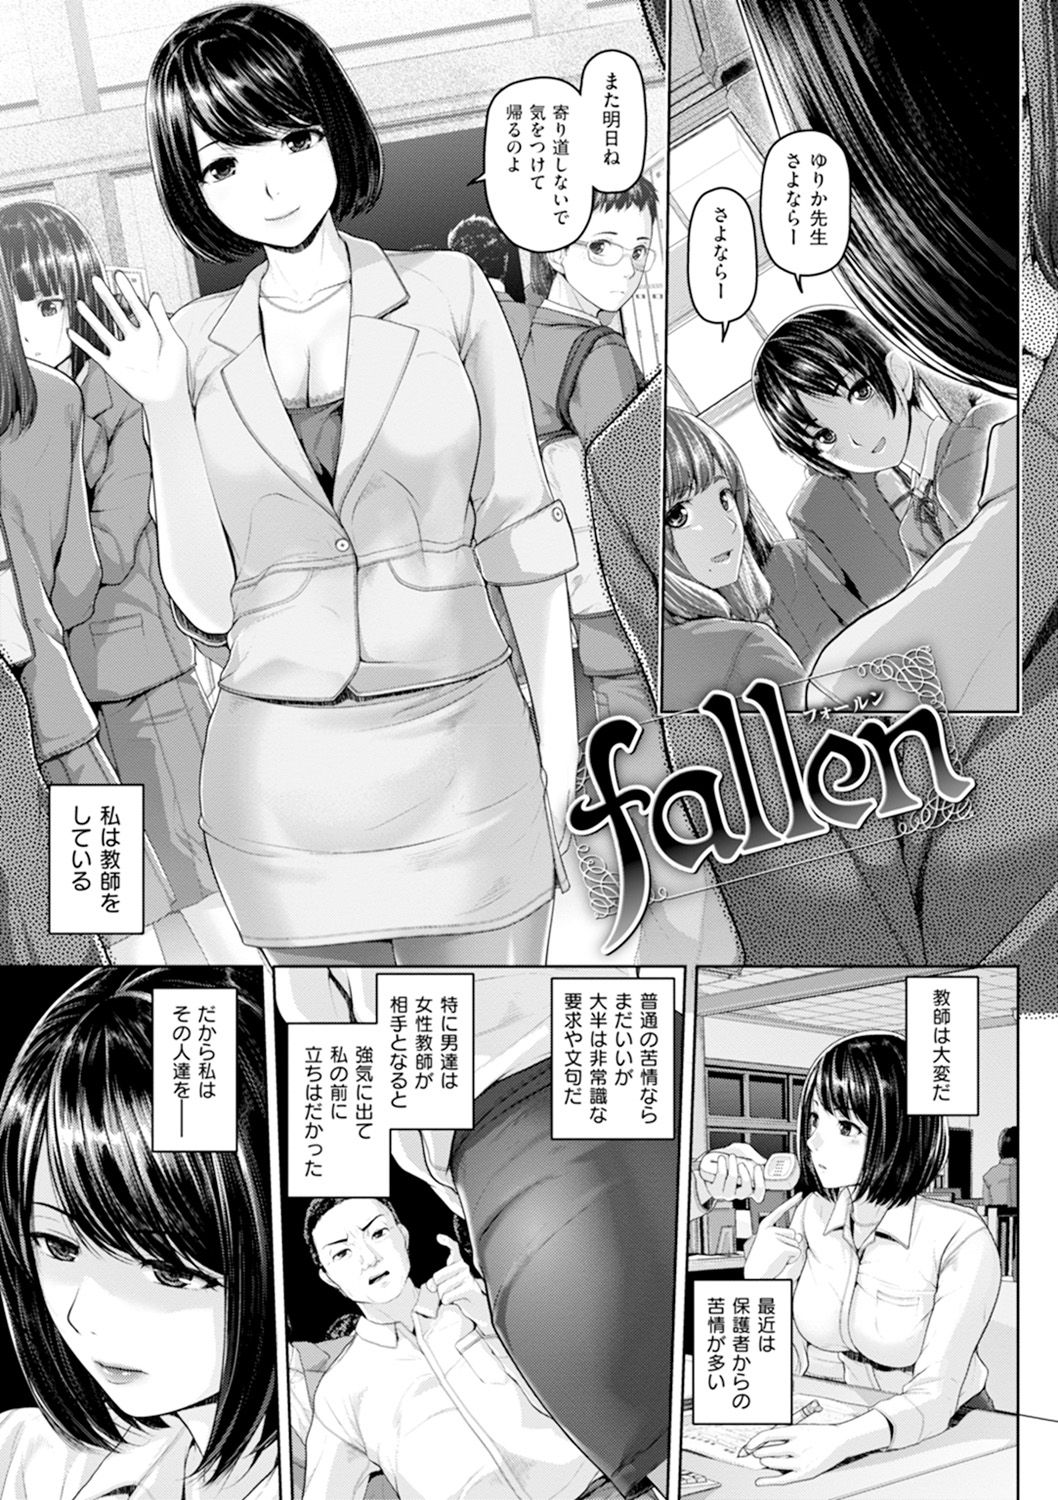 ゆりか先生
さよならー
さよならー
また明日ね
寄り道しないで
気をつけて
帰るのよ
fallen
フォールン
私は教師を
している
教師は大変だ
最近は
保護者からの
苦情が多い
普通の苦情なら
まだいいが
大半は非常識な
要求や文句だ
特に男達は
女性教師が
相手となると
強気に出て
私の前に
立ちはだかった
だから私は
その人達を──